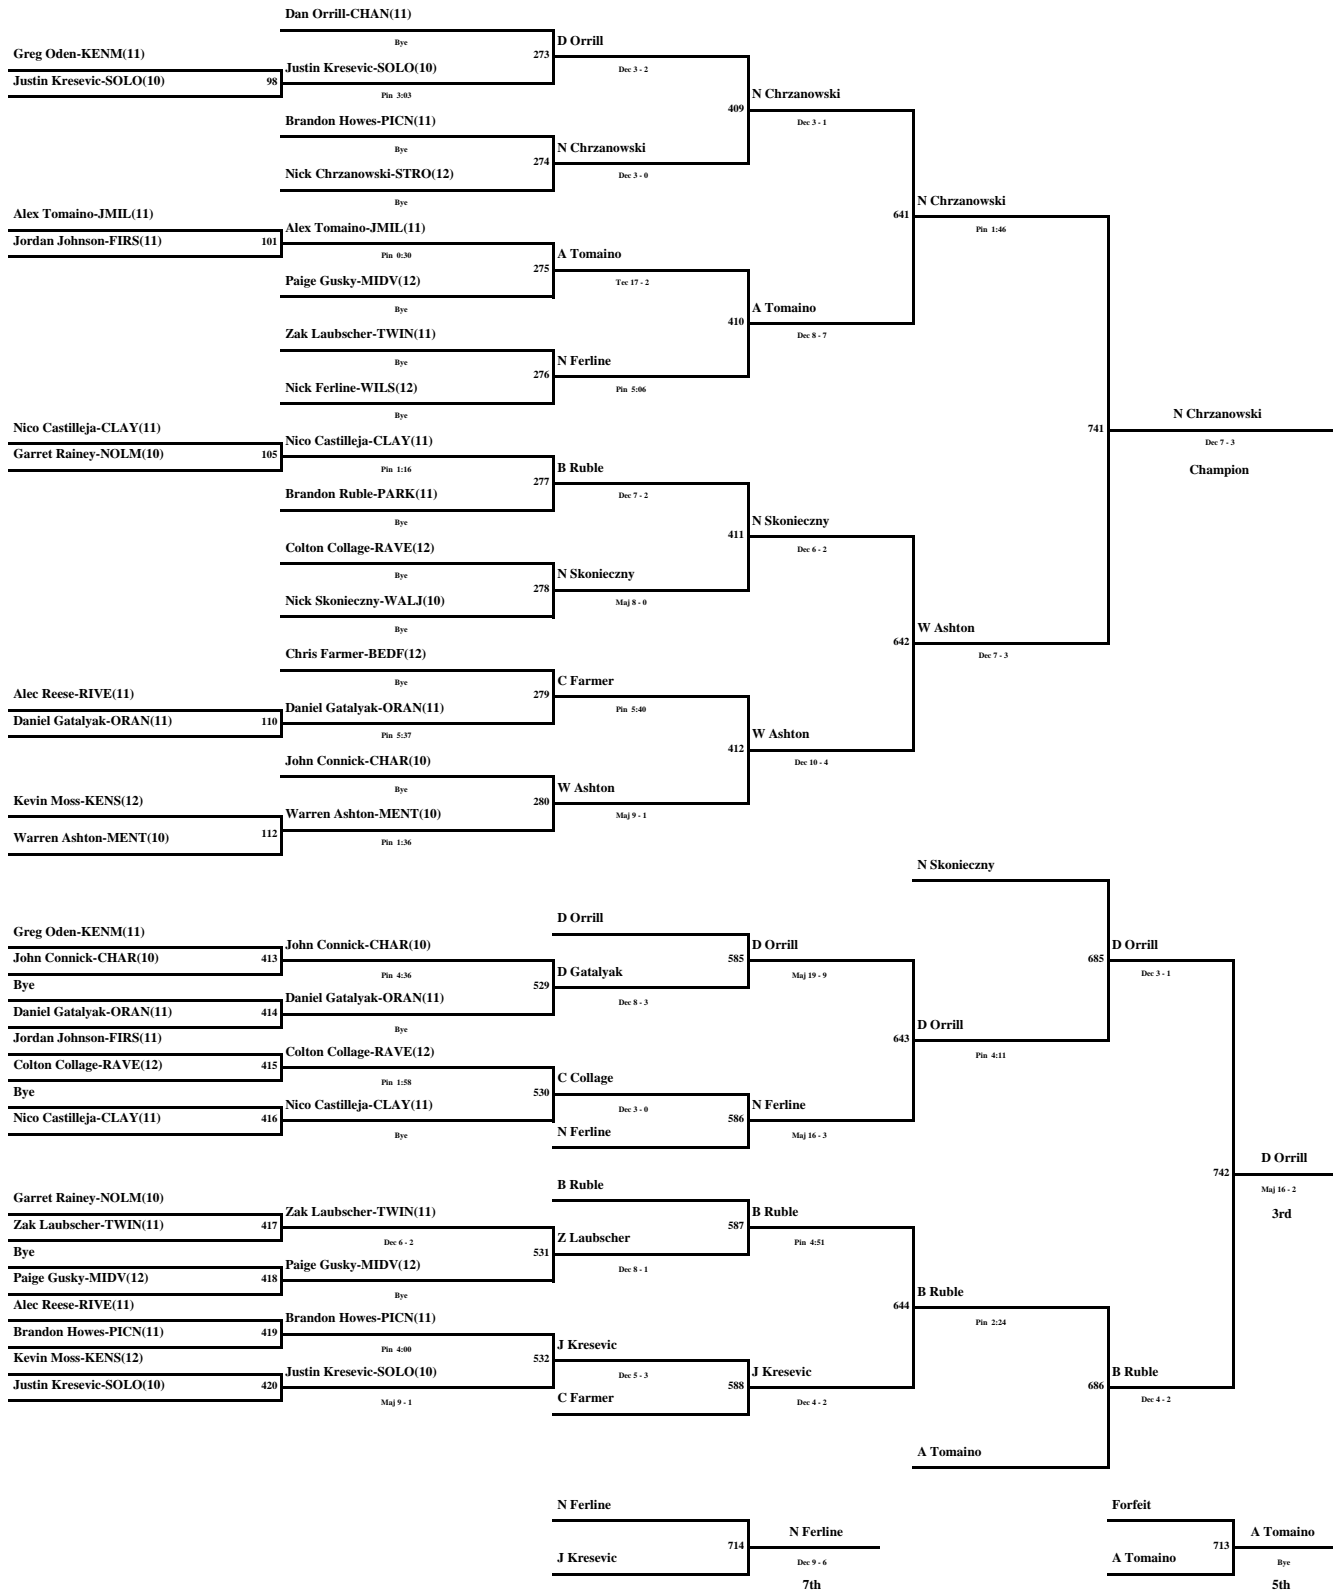 Dan Orrill-CHAN(11)
Bye
Greg Oden-KENM(11)
273
D Orrill
Justin Kresevic-SOLO(10)
98
Justin Kresevic-SOLO(10)
Dec 3 - 2
Pin 3:03
409
N Chrzanowski
Brandon Howes-PICN(11)
Dec 3 - 1
Bye
274
N Chrzanowski
Nick Chrzanowski-STRO(12)
Dec 3 - 0
Bye
641
N Chrzanowski
Pin 1:46
Alex Tomaino-JMIL(11)
Jordan Johnson-FIRS(11)
101
Alex Tomaino-JMIL(11)
Pin 0:30
275
A Tomaino
Paige Gusky-MIDV(12)
Tec 17 - 2
Bye
410
A Tomaino
Zak Laubscher-TWIN(11)
Dec 8 - 7
Bye
276
N Ferline
Nick Ferline-WILS(12)
Pin 5:06
Bye
741
N Chrzanowski
Dec 7 - 3
Champion
Nico Castilleja-CLAY(11)
Garret Rainey-NOLM(10)
105
Nico Castilleja-CLAY(11)
Pin 1:16
277
B Ruble
Brandon Ruble-PARK(11)
Dec 7 - 2
Bye
411
N Skonieczny
Colton Collage-RAVE(12)
Dec 6 - 2
Bye
278
N Skonieczny
Nick Skonieczny-WALJ(10)
Maj 8 - 0
Bye
642
W Ashton
Dec 7 - 3
Chris Farmer-BEDF(12)
Bye
279
C Farmer
Alec Reese-RIVE(11)
Pin 5:40
Daniel Gatalyak-ORAN(11)
110
Daniel Gatalyak-ORAN(11)
Pin 5:37
412
W Ashton
Dec 10 - 4
John Connick-CHAR(10)
Bye
280
W Ashton
Kevin Moss-KENS(12)
Maj 9 - 1
Warren Ashton-MENT(10)
112
Warren Ashton-MENT(10)
Pin 1:36
N Skonieczny
D Orrill
Greg Oden-KENM(11)
John Connick-CHAR(10)
413
John Connick-CHAR(10)
Pin 4:36
585
D Orrill
Maj 19 - 9
685
D Orrill
Dec 3 - 1
Bye
529
D Gatalyak
Dec 8 - 3
Daniel Gatalyak-ORAN(11)
414
Daniel Gatalyak-ORAN(11)
Bye
643
D Orrill
Pin 4:11
Jordan Johnson-FIRS(11)
Colton Collage-RAVE(12)
415
Colton Collage-RAVE(12)
Pin 1:58
530
C Collage
Dec 3 - 0
Bye
Nico Castilleja-CLAY(11)
416
Nico Castilleja-CLAY(11)
Bye
586
N Ferline
Maj 16 - 3
N Ferline
742
D Orrill
Maj 16 - 2
3rd
B Ruble
Garret Rainey-NOLM(10)
Zak Laubscher-TWIN(11)
417
Zak Laubscher-TWIN(11)
Dec 6 - 2
587
B Ruble
Pin 4:51
531
Z Laubscher
Dec 8 - 1
Bye
Paige Gusky-MIDV(12)
418
Paige Gusky-MIDV(12)
Bye
644
B Ruble
Pin 2:24
Alec Reese-RIVE(11)
Brandon Howes-PICN(11)
419
Brandon Howes-PICN(11)
Pin 4:00
532
J Kresevic
Dec 5 - 3
Kevin Moss-KENS(12)
Justin Kresevic-SOLO(10)
420
Justin Kresevic-SOLO(10)
Maj 9 - 1
588
J Kresevic
Dec 4 - 2
686
B Ruble
Dec 4 - 2
C Farmer
A Tomaino
N Ferline
714
N Ferline
Dec 9 - 6
7th
J Kresevic
Forfeit
713
A Tomaino
Bye
5th
A Tomaino